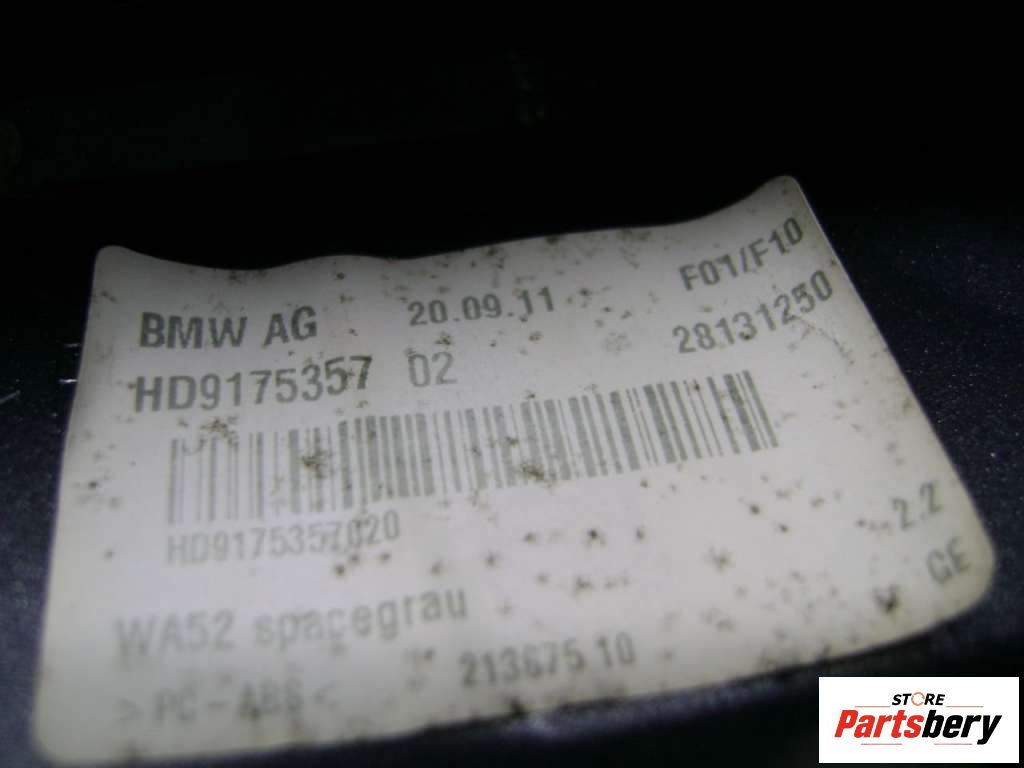 BMW AG 20.09.11 F01/F10
HD9175357 02 28131250
HD9175357020
2.2
WA52 spacegrau GE
>PC-ABS< 213675 10
STORE
Partsbery